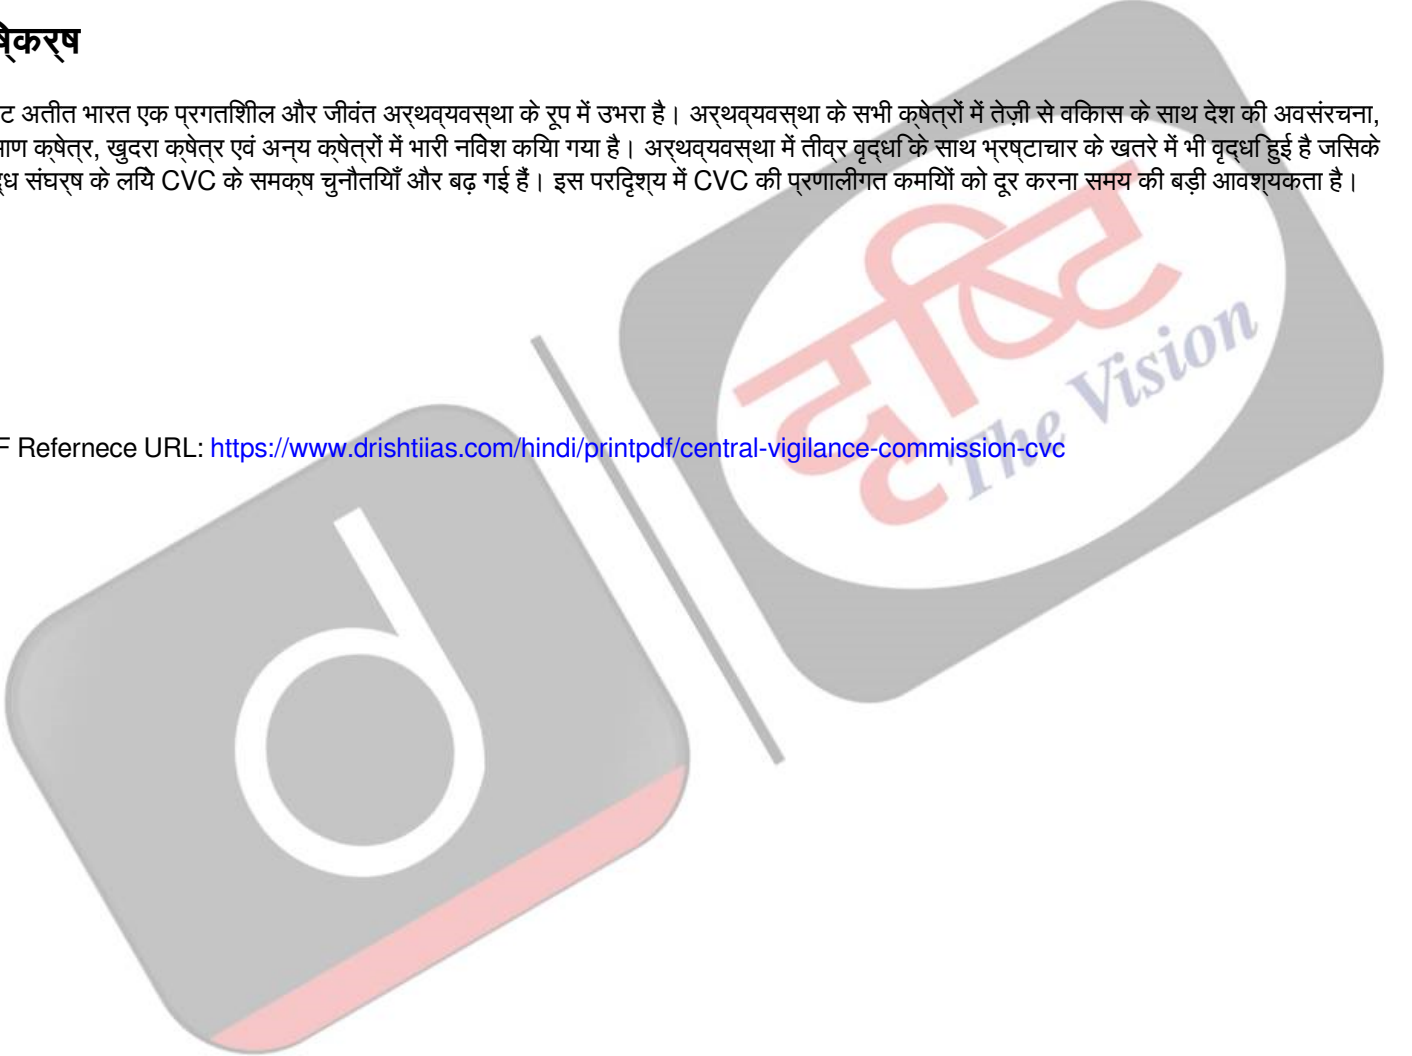 षि्कर्ष
ट अतीत भारत एक प्रगतिशील और जीवंत अर्थव्यवस्था के रूप में उभरा है। अर्थव्यवस्था के सभी क्षेत्रों में तेज़ी से विकास के साथ देश की अवसंरचना,
माण क्षेत्र, खुदरा क्षेत्र एवं अन्य क्षेत्रों में भारी निवेश किया गया है। अर्थव्यवस्था में तीव्र वृद्धि के साथ भ्रष्टाचार के खतरे में भी वृद्धि हुई है जिसके
द्ध संघर्ष के लिये CVC के समक्ष चुनौतियाँ और बढ़ गई हैं। इस परिदृश्य में CVC की प्रणालीगत कमियों को दूर करना समय की बड़ी आवश्यकता है।
दृष्टि
The Vision
F Refernece URL: https://www.drishtiias.com/hindi/printpdf/central-vigilance-commission-cvc
d